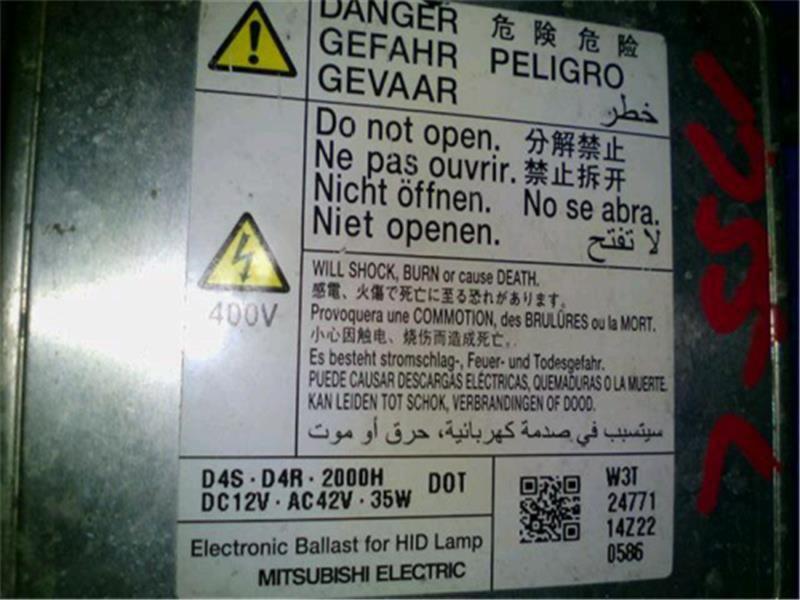 DANGER 危 険 危 险
GEFAHR PELIGRO
GEVAAR خطر
Do not open. 分解禁止
Ne pas ouvrir. 禁止拆开
Nicht öffnen. No se abra.
Niet openen. لا تفتح
400V
WILL SHOCK, BURN or cause DEATH.
感電、火傷で死亡に至る恐れがあります。
Provoquera une COMMOTION, des BRULÛRES ou la MORT.
小心因触电、烧伤而造成死亡。
Es besteht stromschlag-, Feuer- und Todesgefahr.
PUEDE CAUSAR DESCARGAS ELÉCTRICAS, QUEMADURAS O LA MUERTE.
KAN LEIDEN TOT SCHOK, VERBRANDINGEN OF DOOD.
سيتسبب في صدمة كهربائية، حرق أو موت
D4S · D4R · 2000H DOT
DC12V · AC42V · 35W
Electronic Ballast for HID Lamp
MITSUBISHI ELECTRIC
W3T
24771
14Z22
0586